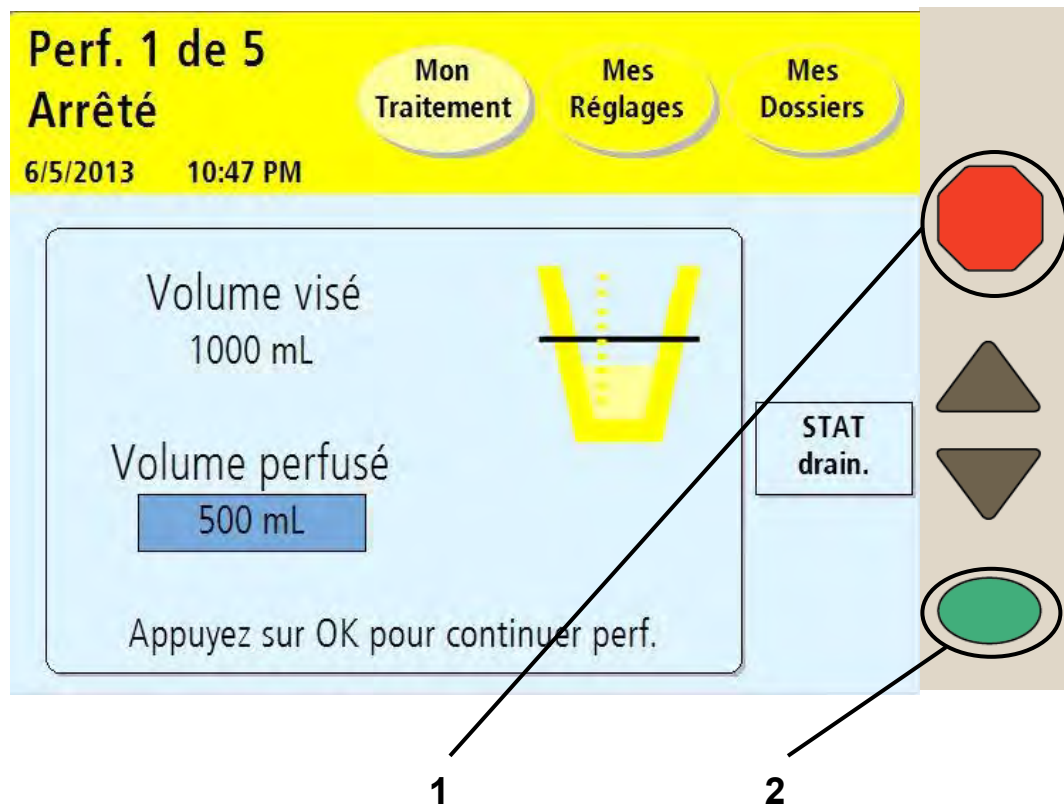 Perf. 1 de 5
Arrêté
6/5/2013 10:47 PM
Mon
Traitement
Mes
Réglages
Mes
Dossiers
Volume visé
1000 mL
Volume perfusé
500 mL
Appuyez sur OK pour continuer perf.
STAT
drain.
1
2